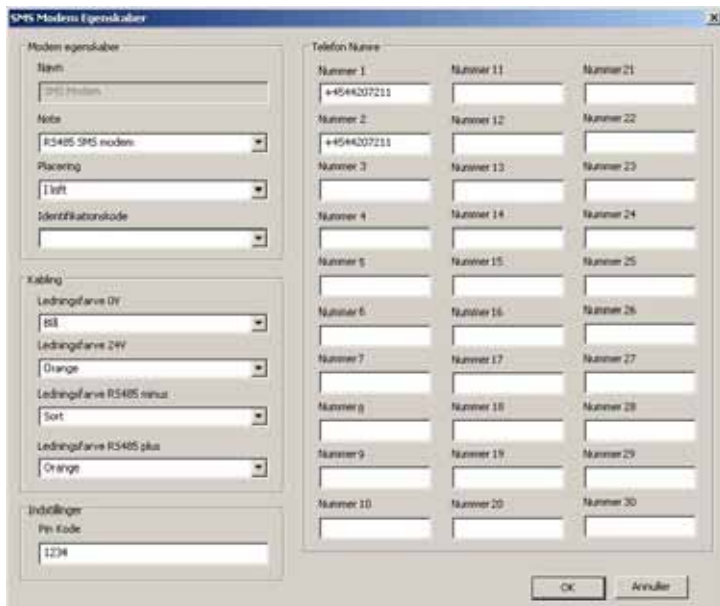 SMS Modem Egenskaber
Modem egenskaber
Navn
SMS Modem
Note
RS485 SMS modem
Placering
I loft
Identifikationskode
Kabling
Ledningsfarve 0V
Blå
Ledningsfarve 24V
Orange
Ledningsfarve RS485 minus
Sort
Ledningsfarve RS485 plus
Orange
Indstillinger
Pin Kode
1234
Telefon Numre
Nummer 1
+4544207211
Nummer 2
+4544207211
Nummer 3
Nummer 4
Nummer 5
Nummer 6
Nummer 7
Nummer 8
Nummer 9
Nummer 10
Nummer 11
Nummer 12
Nummer 13
Nummer 14
Nummer 15
Nummer 16
Nummer 17
Nummer 18
Nummer 19
Nummer 20
Nummer 21
Nummer 22
Nummer 23
Nummer 24
Nummer 25
Nummer 26
Nummer 27
Nummer 28
Nummer 29
Nummer 30
OK
Annuller